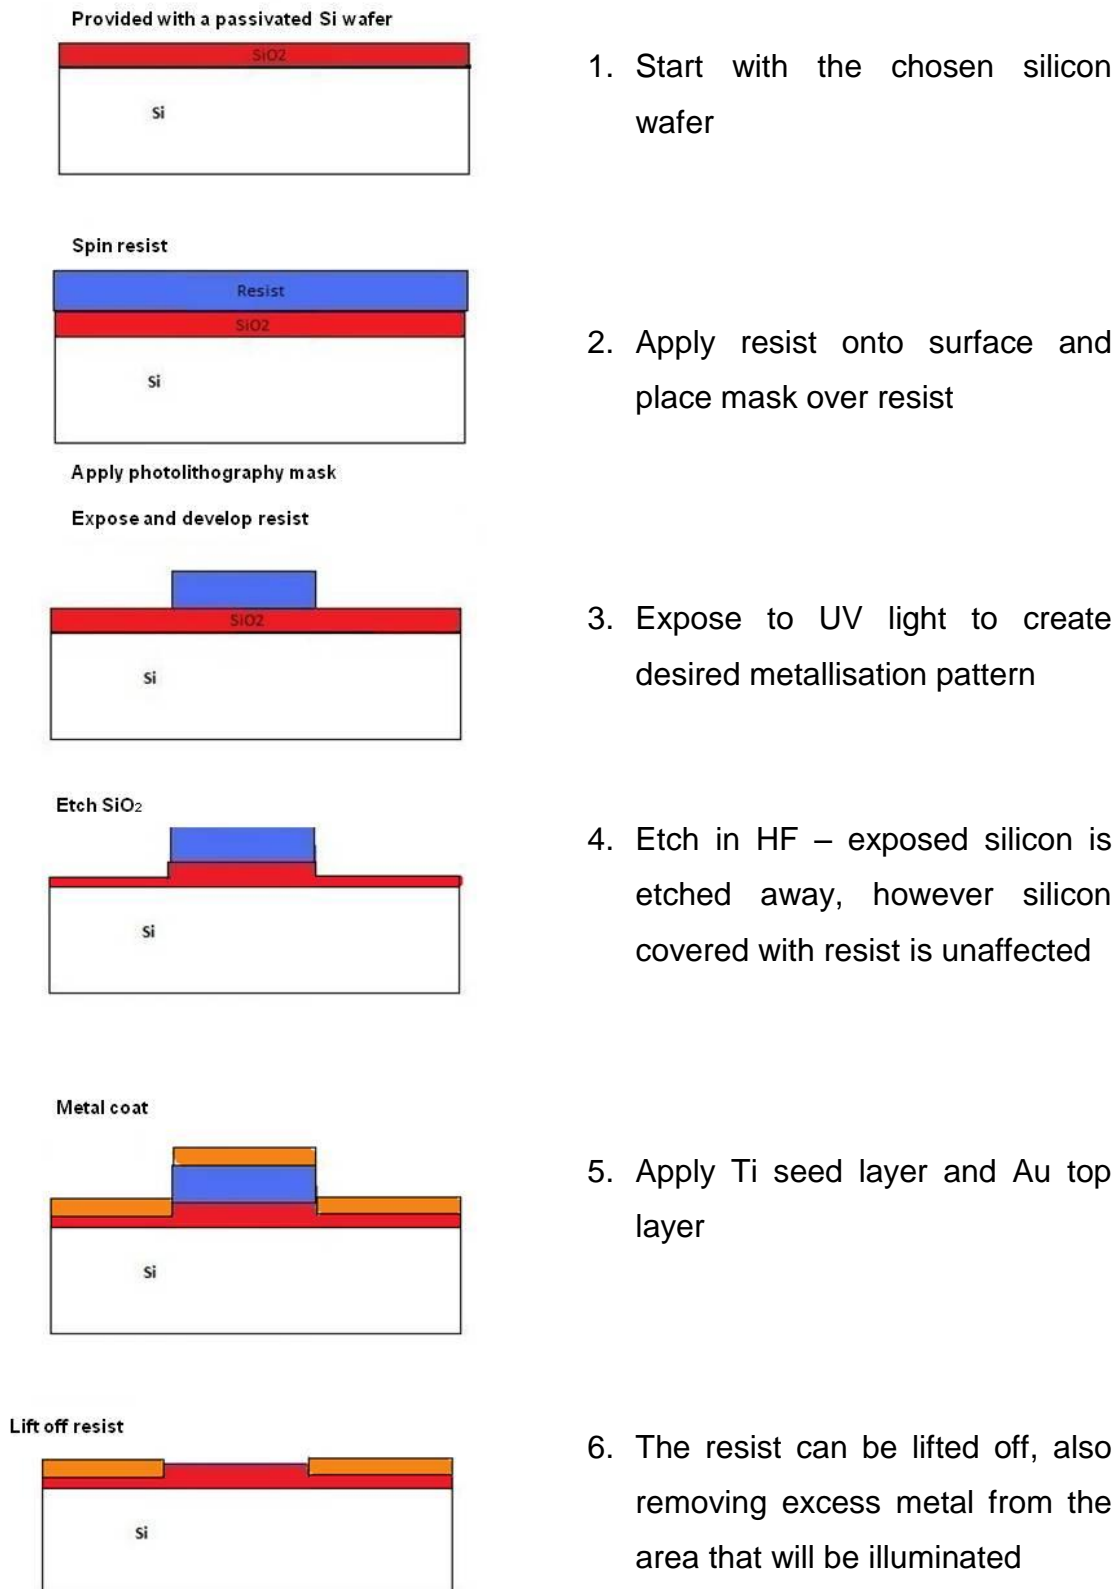 Provided with a passivated Si wafer
SiO2
Si
1. Start with the chosen silicon
wafer
Spin resist
Resist
SiO2
Si
2. Apply resist onto surface and
place mask over resist
Apply photolithography mask
Expose and develop resist
SiO2
Si
3. Expose to UV light to create
desired metallisation pattern
Etch SiO₂
Si
4. Etch in HF – exposed silicon is
etched away, however silicon
covered with resist is unaffected
Metal coat
Si
5. Apply Ti seed layer and Au top
layer
Lift off resist
Si
6. The resist can be lifted off, also
removing excess metal from the
area that will be illuminated